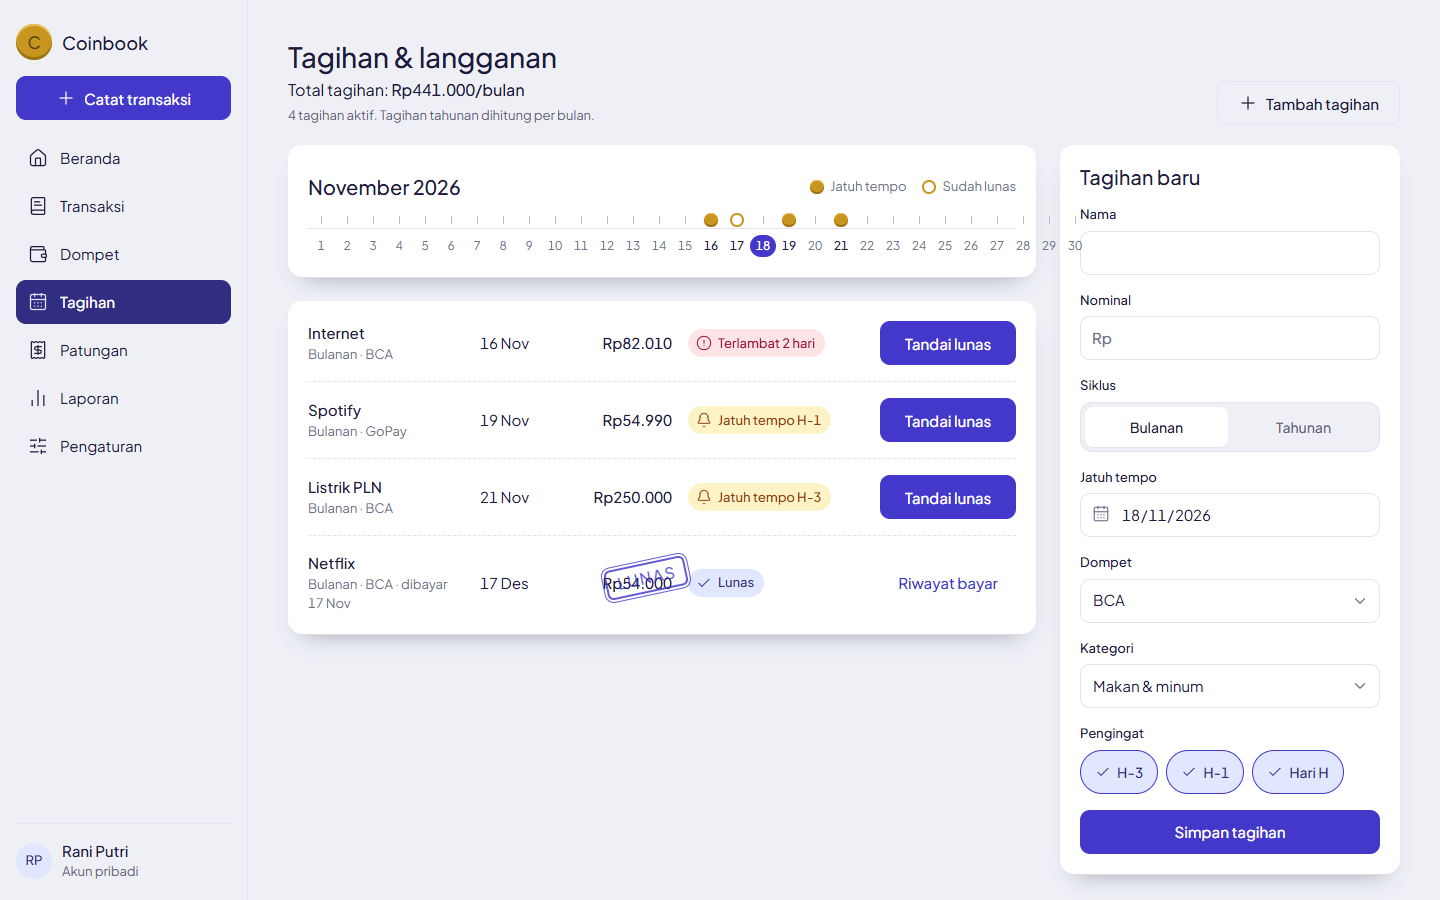 C Coinbook
Catat transaksi
Beranda
Transaksi
Dompet
Tagihan
Patungan
Laporan
Pengaturan
RP
Rani Putri
Akun pribadi
Tagihan & langganan
Total tagihan: Rp441.000/bulan
4 tagihan aktif. Tagihan tahunan dihitung per bulan.
Tambah tagihan
November 2026
Jatuh tempo
Sudah lunas
1 2 3 4 5 6 7 8 9 10 11 12 13 14 15 16 17 18 19 20 21 22 23 24 25 26 27 28 29 30
Internet
Bulanan · BCA
16 Nov
Rp82.010
Terlambat 2 hari
Tandai lunas
Spotify
Bulanan · GoPay
19 Nov
Rp54.990
Jatuh tempo H-1
Tandai lunas
Listrik PLN
Bulanan · BCA
21 Nov
Rp250.000
Jatuh tempo H-3
Tandai lunas
Netflix
Bulanan · BCA · dibayar
17 Nov
17 Des
Rp54.000
LUNAS
Lunas
Riwayat bayar
Tagihan baru
Nama
Nominal
Rp
Siklus
Bulanan
Tahunan
Jatuh tempo
18/11/2026
Dompet
BCA
Kategori
Makan & minum
Pengingat
H-3
H-1
Hari H
Simpan tagihan